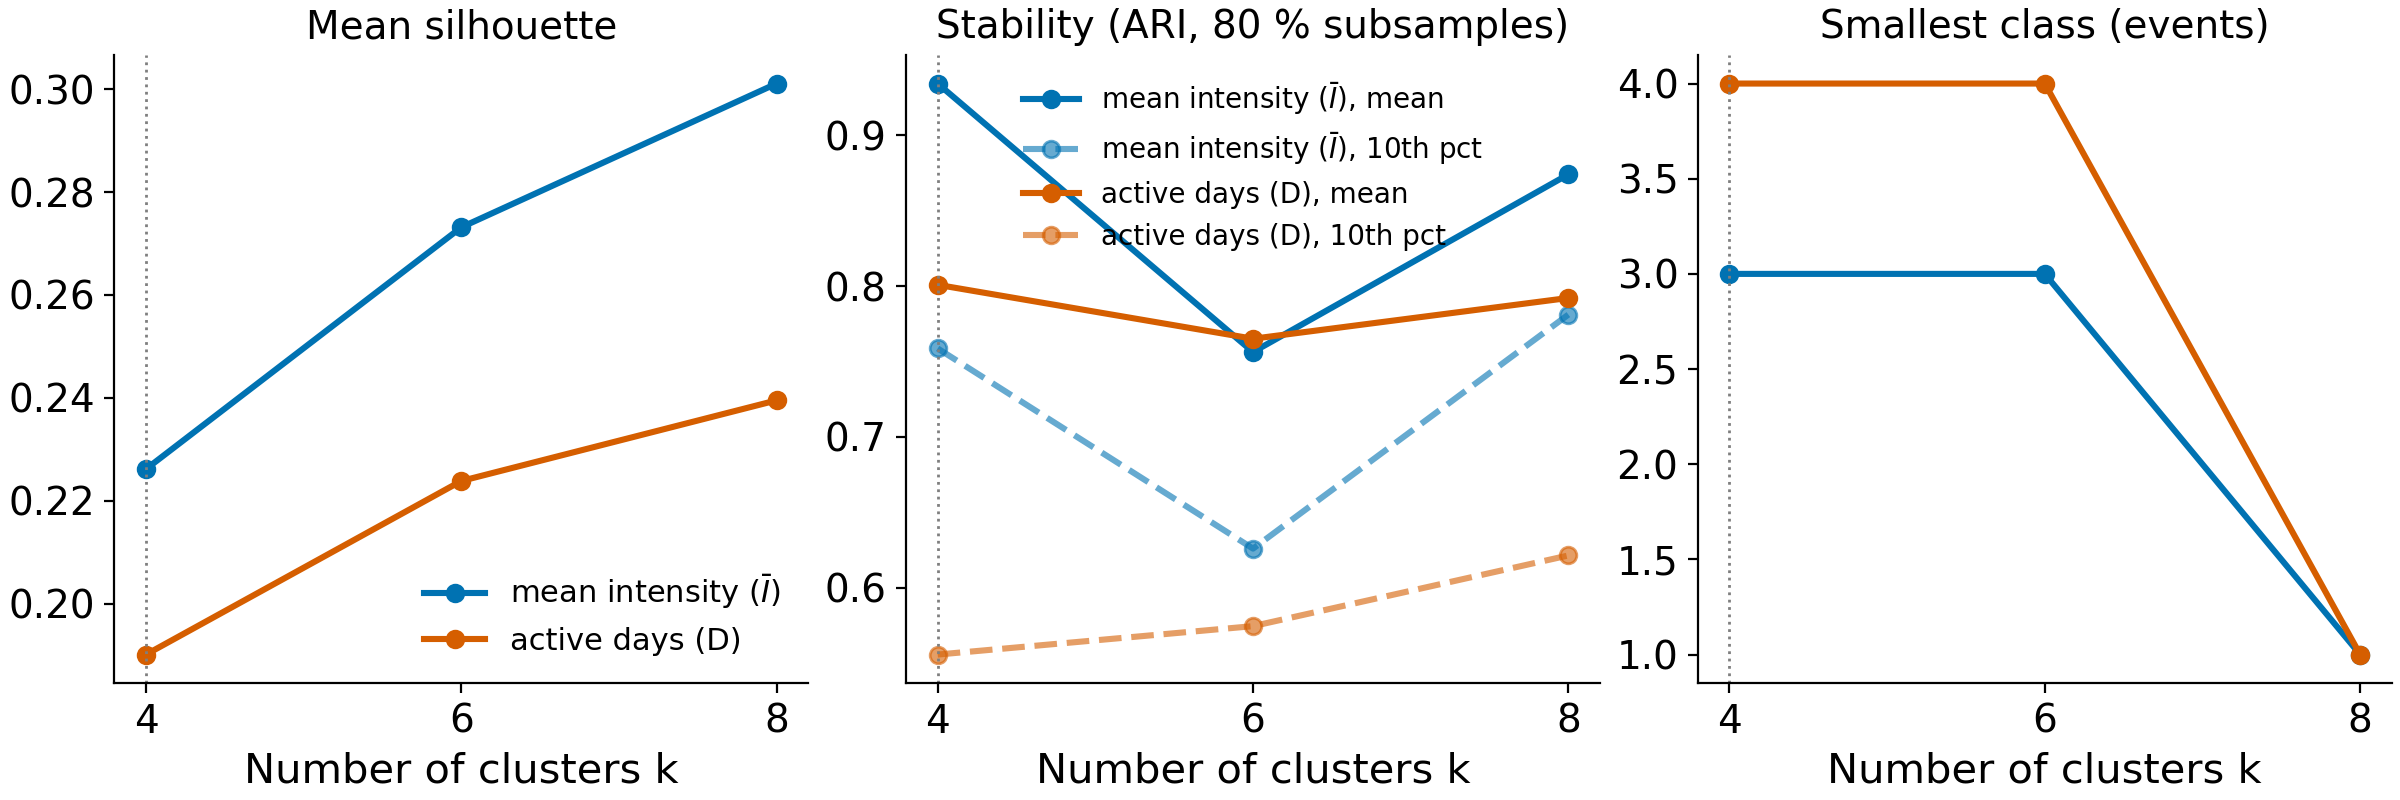 Mean silhouette
0.30
0.28
0.26
0.24
0.22
0.20
mean intensity (Ī)
active days (D)
4 6 8
Number of clusters k
Stability (ARI, 80 % subsamples)
mean intensity (Ī), mean
mean intensity (Ī), 10th pct
active days (D), mean
active days (D), 10th pct
0.9
0.8
0.7
0.6
4 6 8
Number of clusters k
Smallest class (events)
4.0
3.5
3.0
2.5
2.0
1.5
1.0
4 6 8
Number of clusters k